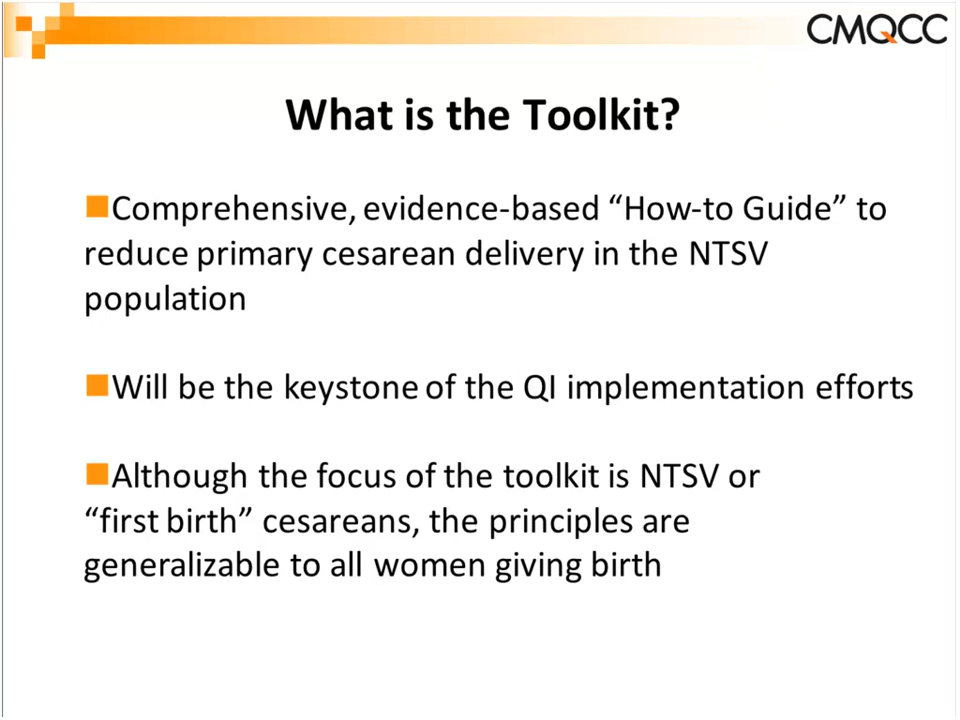 CMQCC
What is the Toolkit?
Comprehensive, evidence-based “How-to Guide” to
reduce primary cesarean delivery in the NTSV
population
Will be the keystone of the QI implementation efforts
Although the focus of the toolkit is NTSV or
“first birth” cesareans, the principles are
generalizable to all women giving birth